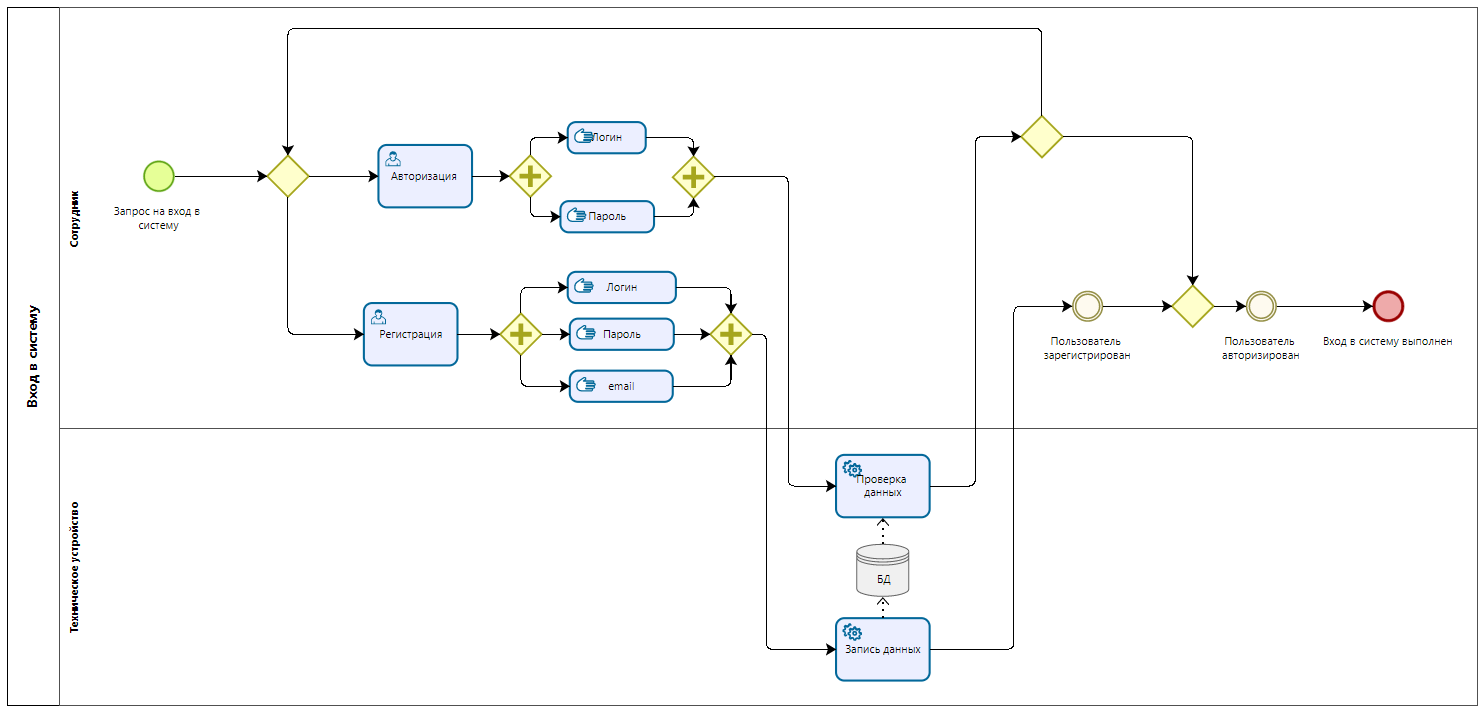 Вход в систему
Сотрудник
Запрос на вход в
систему
Авторизация
Логин
Пароль
Регистрация
Логин
Пароль
email
Пользователь
зарегистрирован
Пользователь
авторизирован
Вход в систему выполнен
Техническое устройство
Проверка
данных
БД
Запись данных